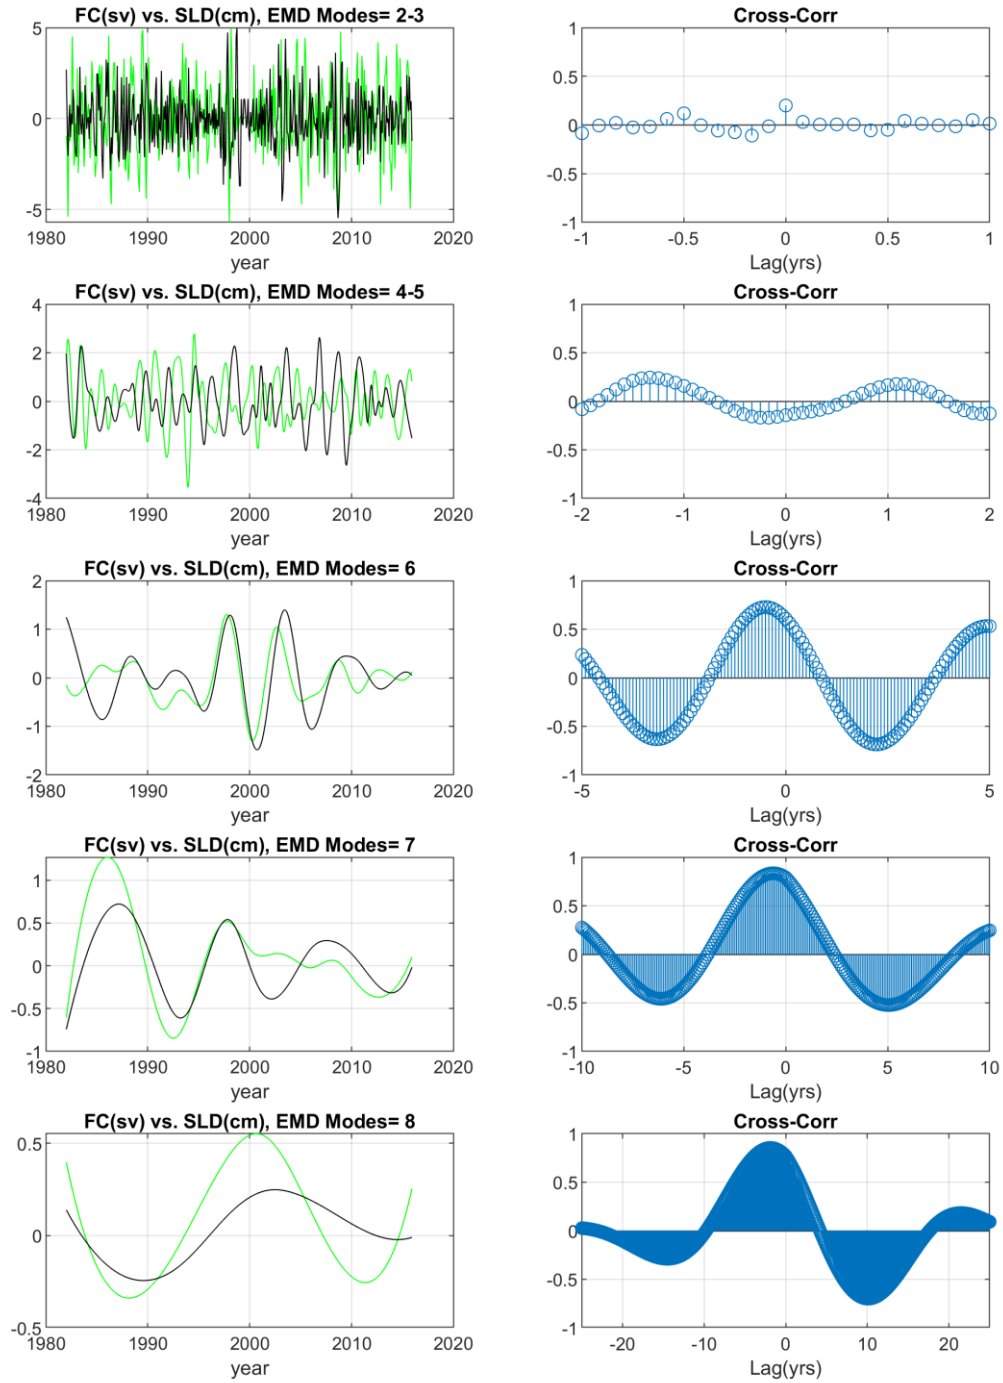 FC(sv) vs. SLD(cm), EMD Modes= 2-3
5
0
-5
1980 1990 2000 2010 2020
year
Cross-Corr
1
0.5
0
-0.5
-1
-1 -0.5 0 0.5 1
Lag(yrs)
FC(sv) vs. SLD(cm), EMD Modes= 4-5
4
2
0
-2
-4
1980 1990 2000 2010 2020
year
Cross-Corr
1
0.5
0
-0.5
-1
-2 -1 0 1 2
Lag(yrs)
FC(sv) vs. SLD(cm), EMD Modes= 6
2
1
0
-1
-2
1980 1990 2000 2010 2020
year
Cross-Corr
1
0.5
0
-0.5
-1
-5 0 5
Lag(yrs)
FC(sv) vs. SLD(cm), EMD Modes= 7
1
0.5
0
-0.5
-1
1980 1990 2000 2010 2020
year
Cross-Corr
1
0.5
0
-0.5
-1
-10 -5 0 5 10
Lag(yrs)
FC(sv) vs. SLD(cm), EMD Modes= 8
0.5
0
-0.5
1980 1990 2000 2010 2020
year
Cross-Corr
1
0.5
0
-0.5
-1
-20 -10 0 10 20
Lag(yrs)